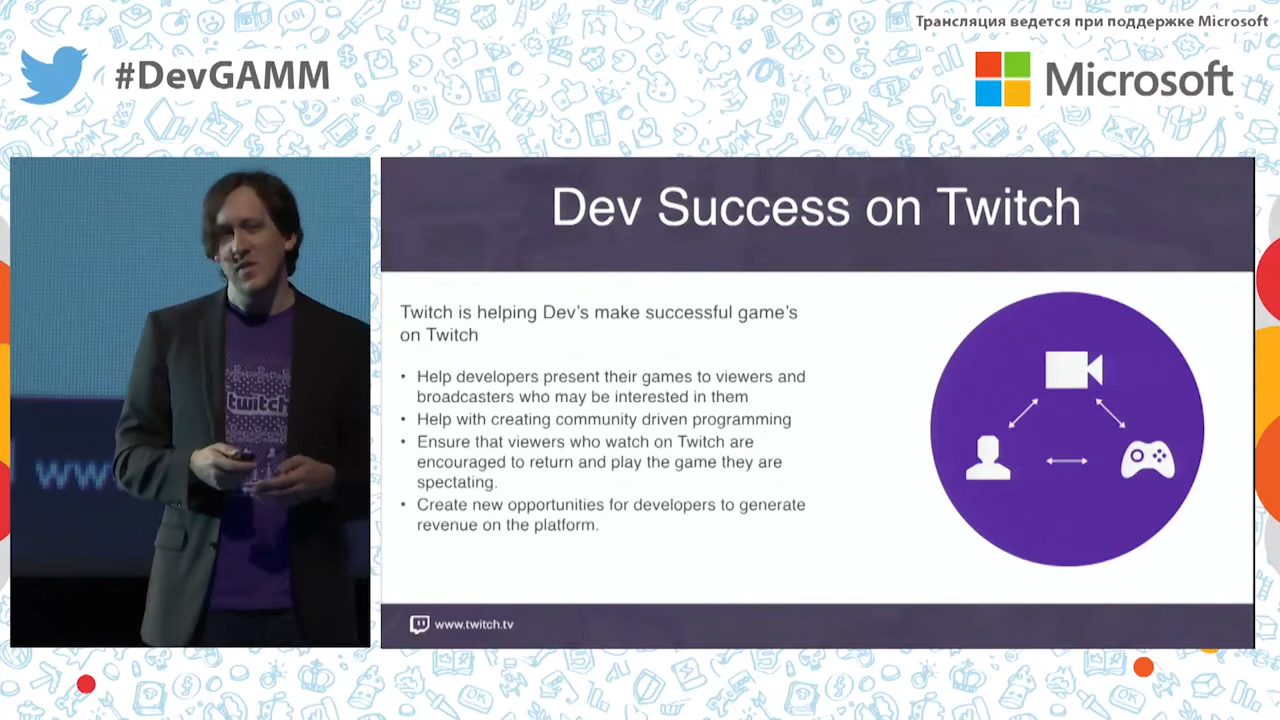 Трансляция ведется при поддержке Microsoft
#DevGAMM
Microsoft
Dev Success on Twitch
twitch
ww
Twitch is helping Dev's make successful game's
on Twitch
• Help developers present their games to viewers and
broadcasters who may be interested in them
• Help with creating community driven programming
• Ensure that viewers who watch on Twitch are
encouraged to return and play the game they are
spectating.
• Create new opportunities for developers to generate
revenue on the platform.
www.twitch.tv